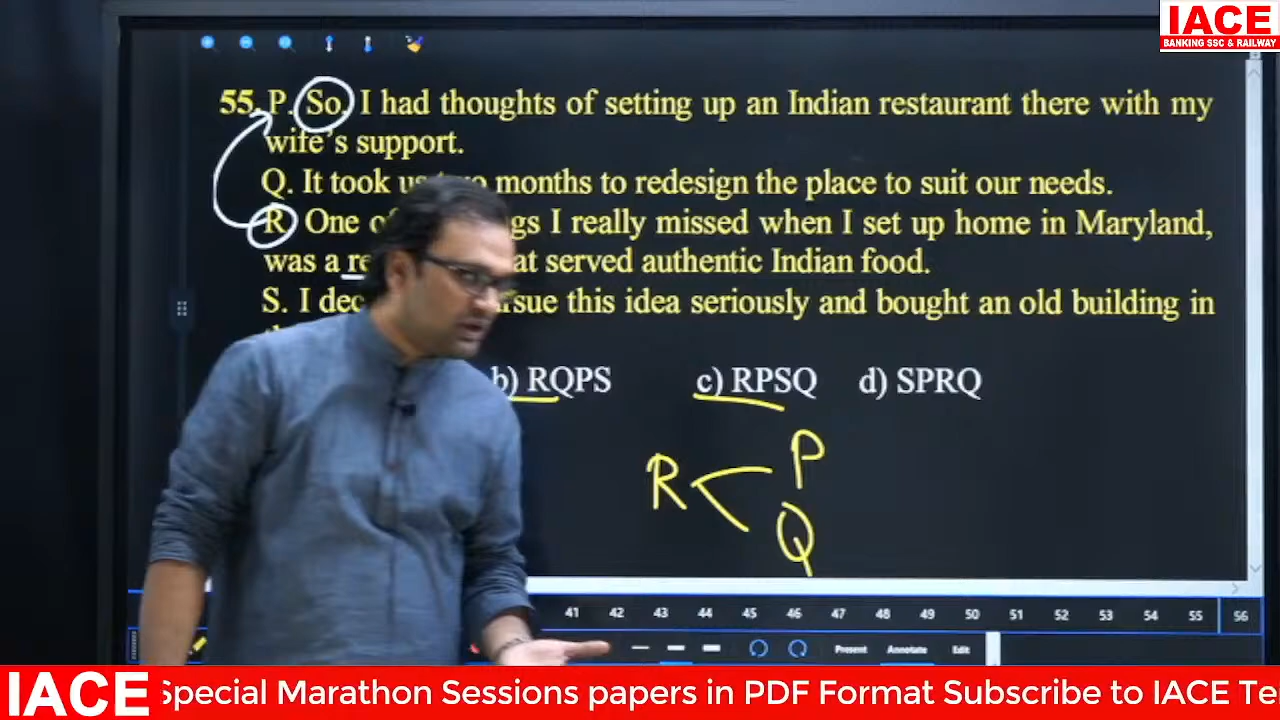 IACE
BANKING SSC & RAILWAY
55. P. So, I had thoughts of setting up an Indian restaurant there with my
wife's support.
Q. It took months to redesign the place to suit our needs.
R. One I really missed when I set up home in Maryland,
was a served authentic Indian food.
S. I this idea seriously and bought an old building in
b) RQPS c) RPSQ d) SPRQ
R P
Q
41 42 43 44 45 46 47 48 49 50 51 52 53 54 55 56
Present Annotate Edit
IACE Special Marathon Sessions papers in PDF Format Subscribe to IACE Te